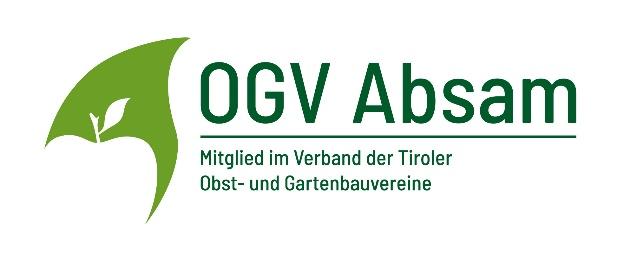 OGV Absam
Mitglied im Verband der Tiroler
Obst- und Gartenbauvereine